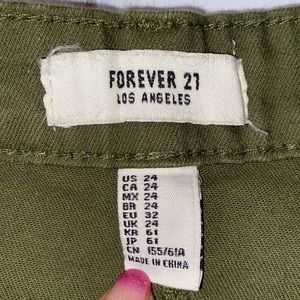 FOREVER 21
LOS ANGELES
US 24
CA 24
MX 24
BR 24
EU 32
UK 24
KR 61
JP 61
CN 155/61A
MADE IN CHINA